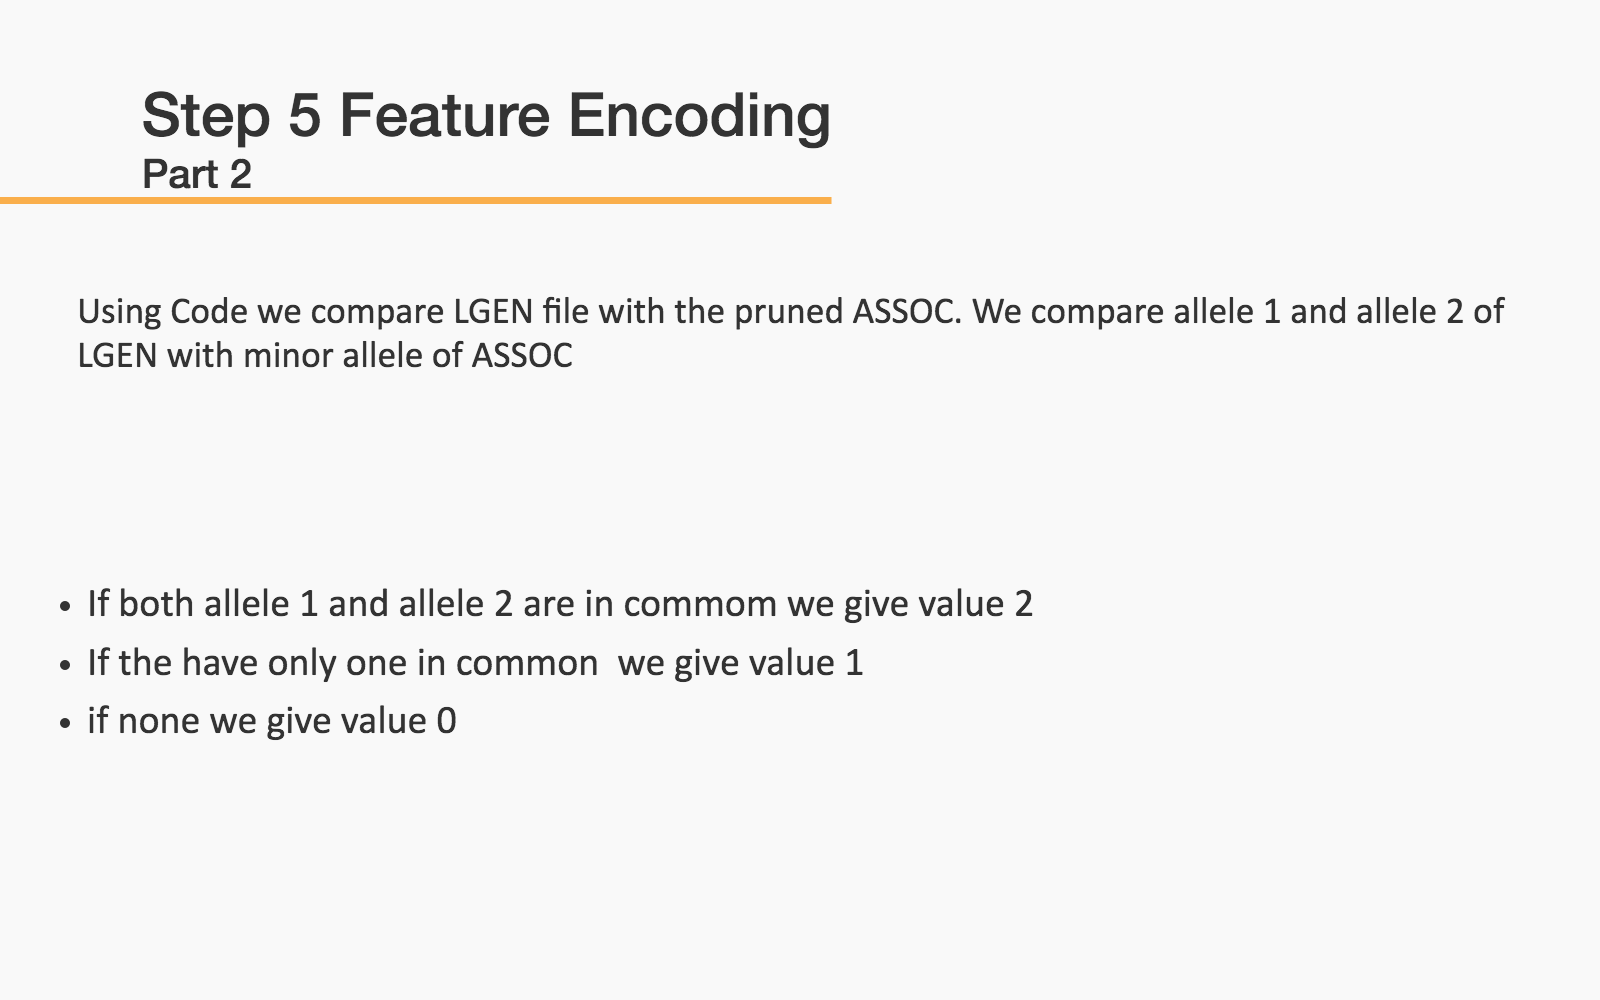 Step 5 Feature Encoding
Part 2
Using Code we compare LGEN file with the pruned ASSOC. We compare allele 1 and allele 2 of
LGEN with minor allele of ASSOC
• If both allele 1 and allele 2 are in commom we give value 2
• If the have only one in common  we give value 1
• if none we give value 0